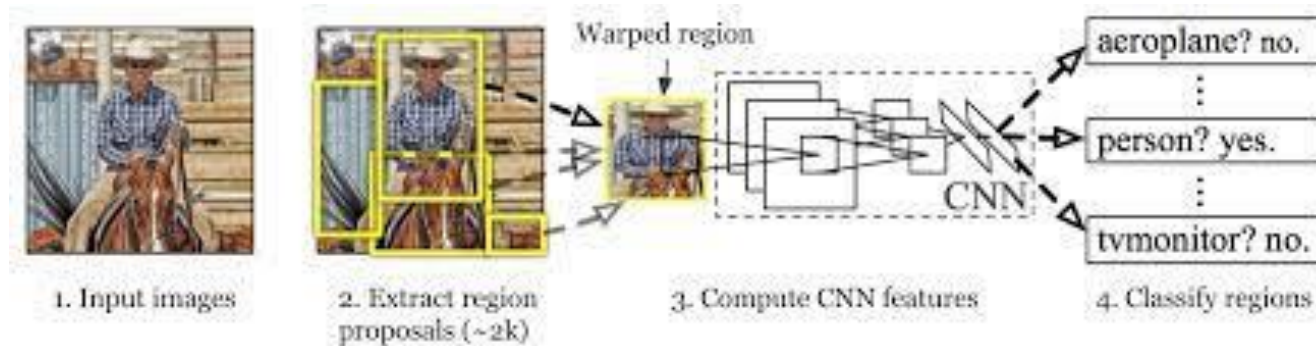 Warped region
aeroplane? no.
person? yes.
CNN
tvmonitor? no.
1. Input images
2. Extract region
proposals (~2k)
3. Compute CNN features
4. Classify regions